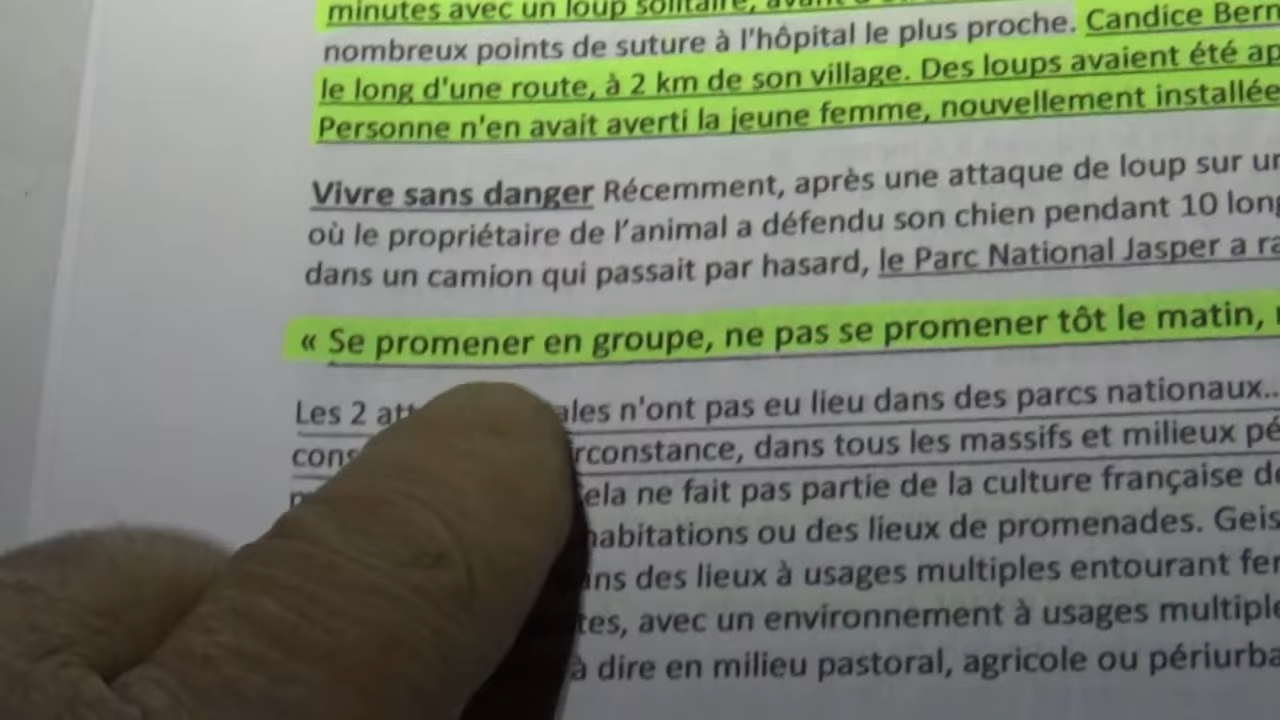 minutes avec un loup solitaire,
nombreux points de suture à l'hôpital le plus proche. Candice Bern
le long d'une route, à 2 km de son village. Des loups avaient été ap
Personne n'en avait averti la jeune femme, nouvellement installée
Vivre sans danger Récemment, après une attaque de loup sur un
où le propriétaire de l’animal a défendu son chien pendant 10 long
dans un camion qui passait par hasard, le Parc National Jasper a ra
« Se promener en groupe, ne pas se promener tôt le matin,
Les 2 att ales n'ont pas eu lieu dans des parcs nationaux..
cons rconstance, dans tous les massifs et milieux pé
ela ne fait pas partie de la culture française de
habitations ou des lieux de promenades. Geis
ns des lieux à usages multiples entourant fer
tes, avec un environnement à usages multiple
à dire en milieu pastoral, agricole ou périurba